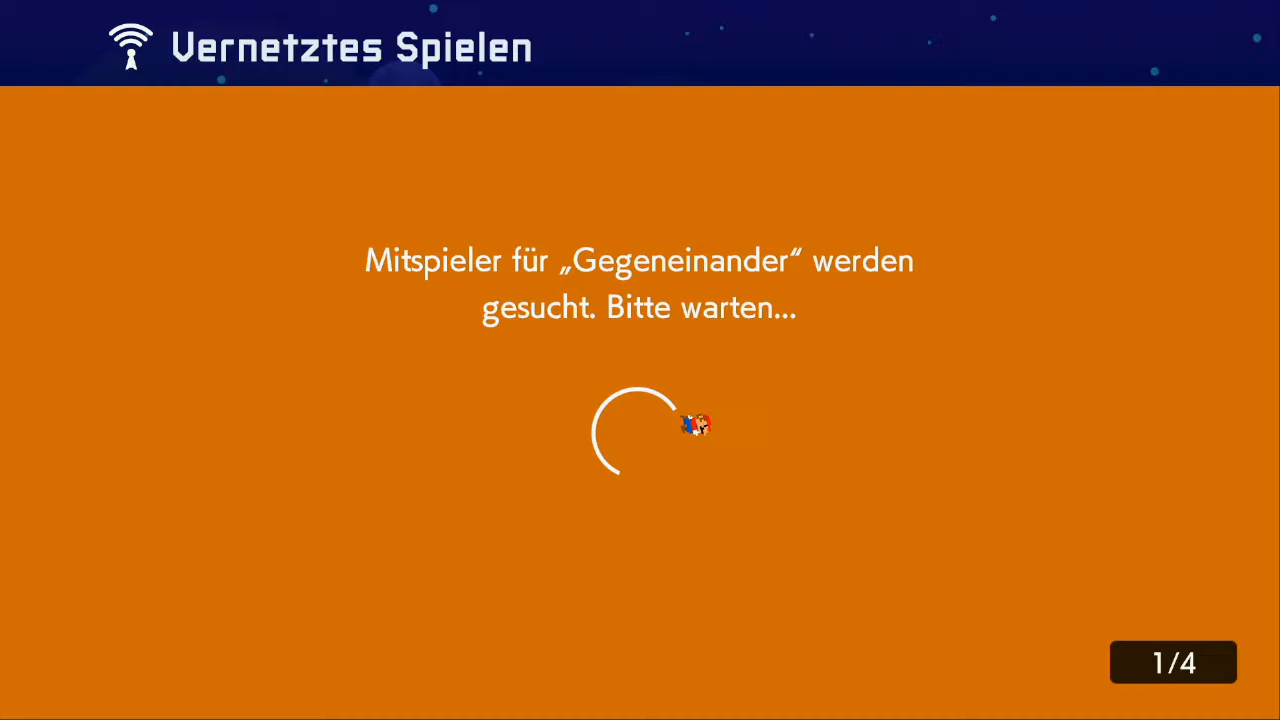 Vernetztes Spielen
Mitspieler für „Gegeneinander“ werden
gesucht. Bitte warten...
1/4